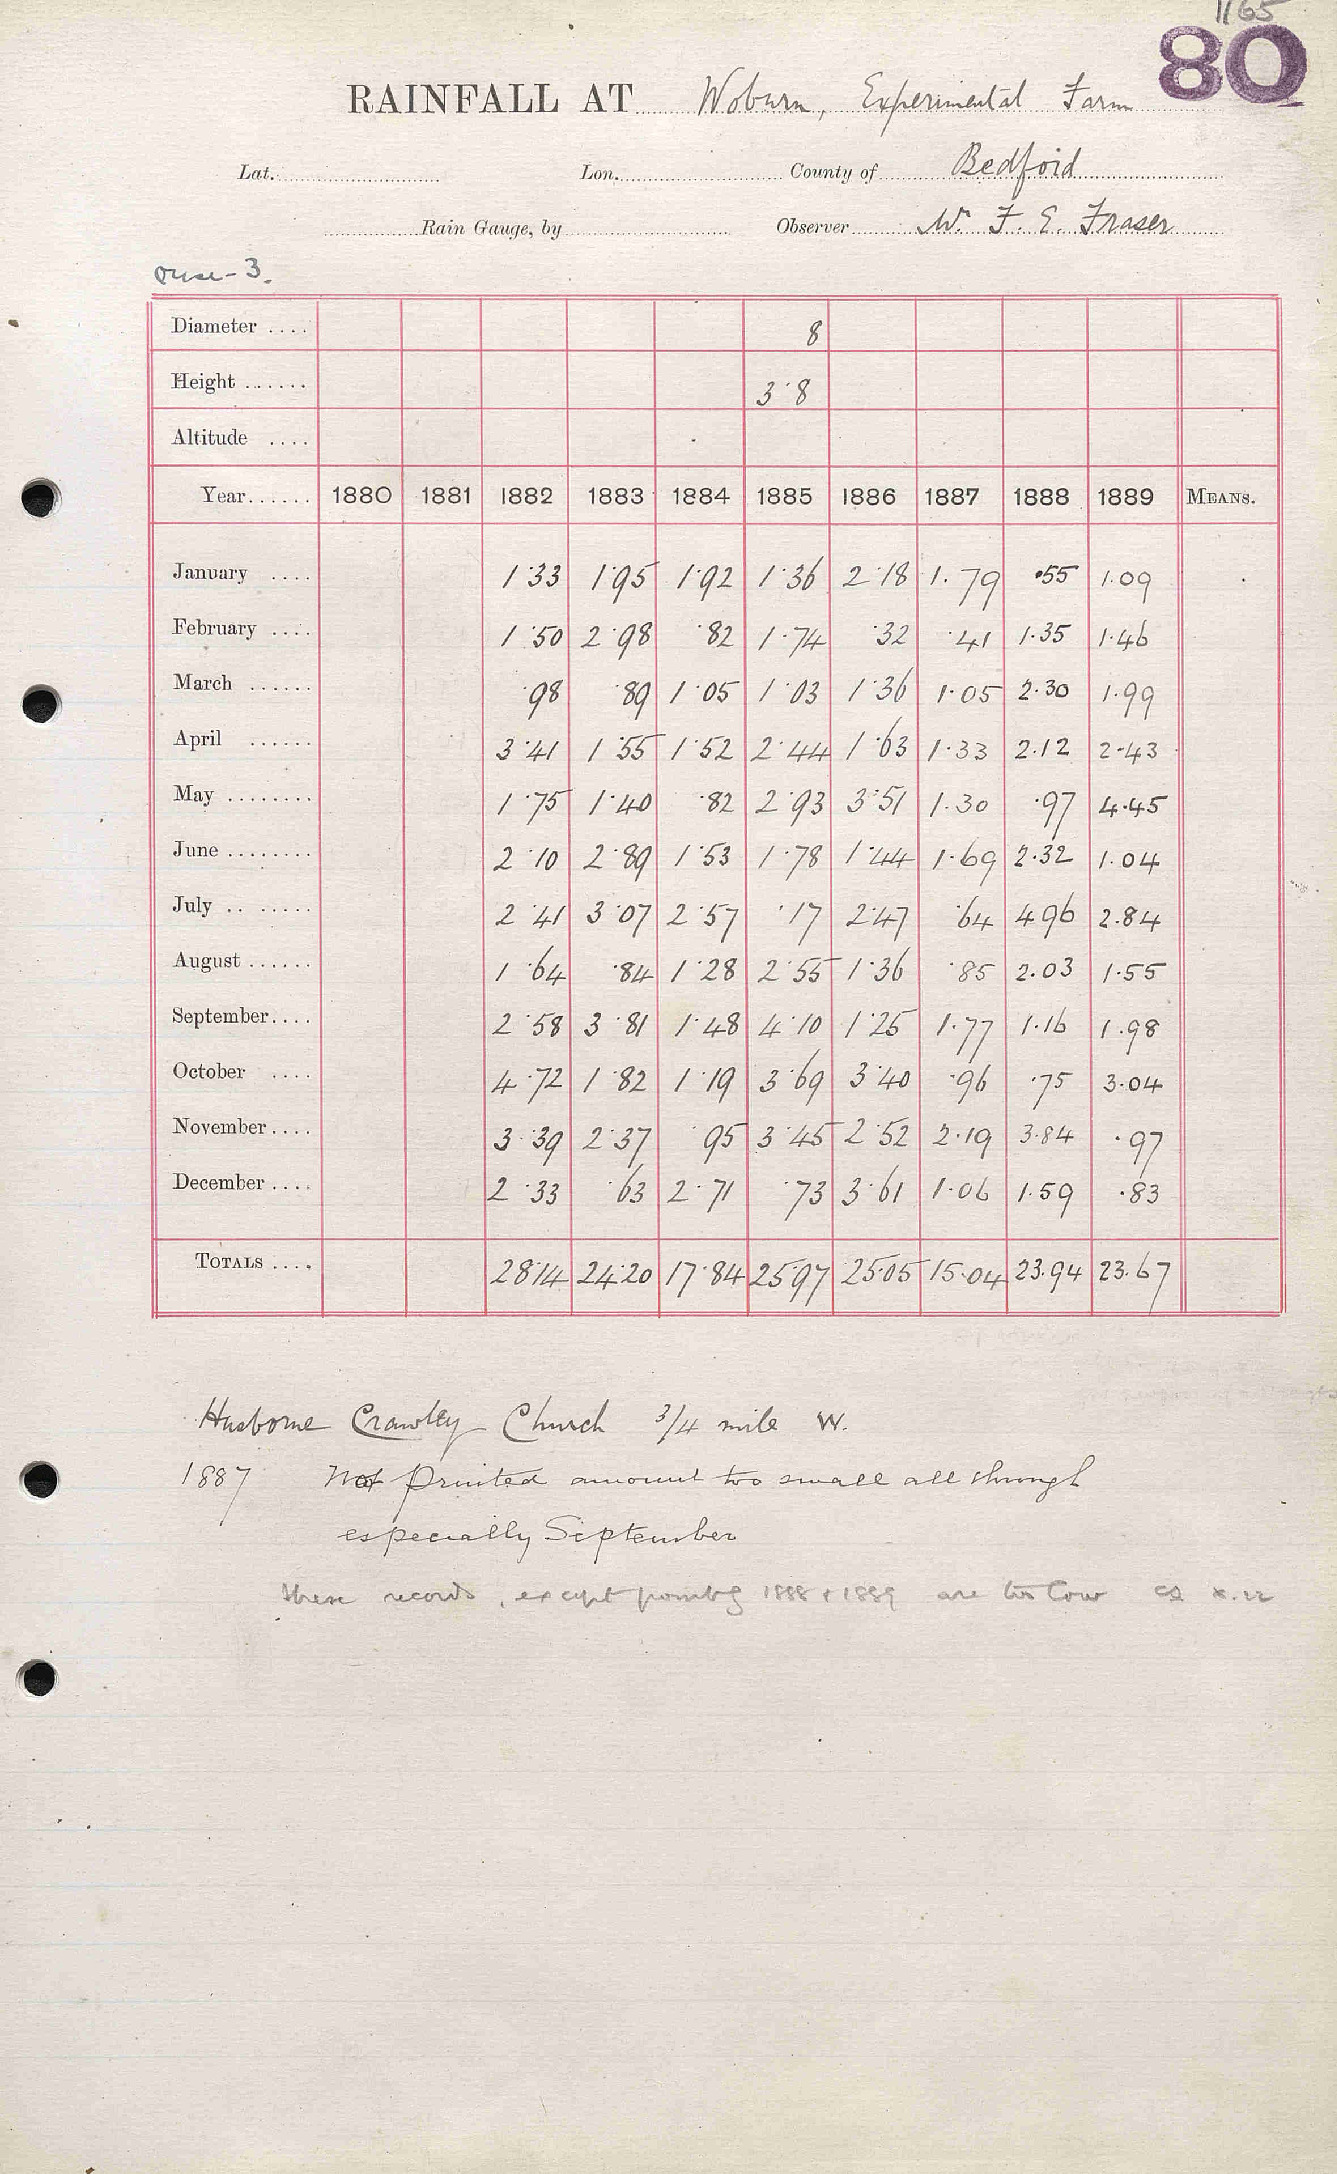 1165
80
RAINFALL AT Woburn, Experimental Farm
Lat. Lon. County of Bedford
Rain Gauge, by Observer Mr. F. E. Fraser
Ouse - 3.
Diameter .... 8
Height ...... 3·8
Altitude ....
Year...... 1880 1881 1882 1883 1884 1885 1886 1887 1888 1889 MEANS.
January .... 1·33 1·95 1·92 1·36 2·18 1.79 ·55 1.09
February .... 1·50 2·98 ·82 1·74 ·32 ·41 1.35 1.46
March ...... ·98 ·89 1·05 1·03 1·36 1·05 2.30 1.99
April ...... 3·41 1·55 1·52 2·44 1·63 1·33 2.12 2·43
May ........ 1·75 1·40 ·82 2·93 3·51 1.30 ·97 4.45
June ........ 2·10 2·89 1·53 1·78 1·44 1·69 2·32 1.04
July .. ...... 2·41 3·07 2·57 ·17 2·47 ·64 4 96 2.84
August ...... 1·64 ·84 1·28 2·55 1·36 ·85 2.03 1.55
September.... 2·58 3·81 1·48 4·10 1·25 1.77 1.16 1.98
October .... 4·72 1·82 1·19 3·69 3·40 ·96 ·75 3.04
November.... 3·39 2·37 ·95 3·45 2·52 2·19 3·84 ·97
December.... 2·33 ·63 2·71 ·73 3·61 1·06 1.59 ·83
TOTALS .... 28·14 24·20 17·84 25·97 25·05 15·04 23.94 23.67
Husborne Crawley Church 3/4 mile W.
1887 Not printed amount too small all through
especially September
These records, except 1888 & 1889 are too low